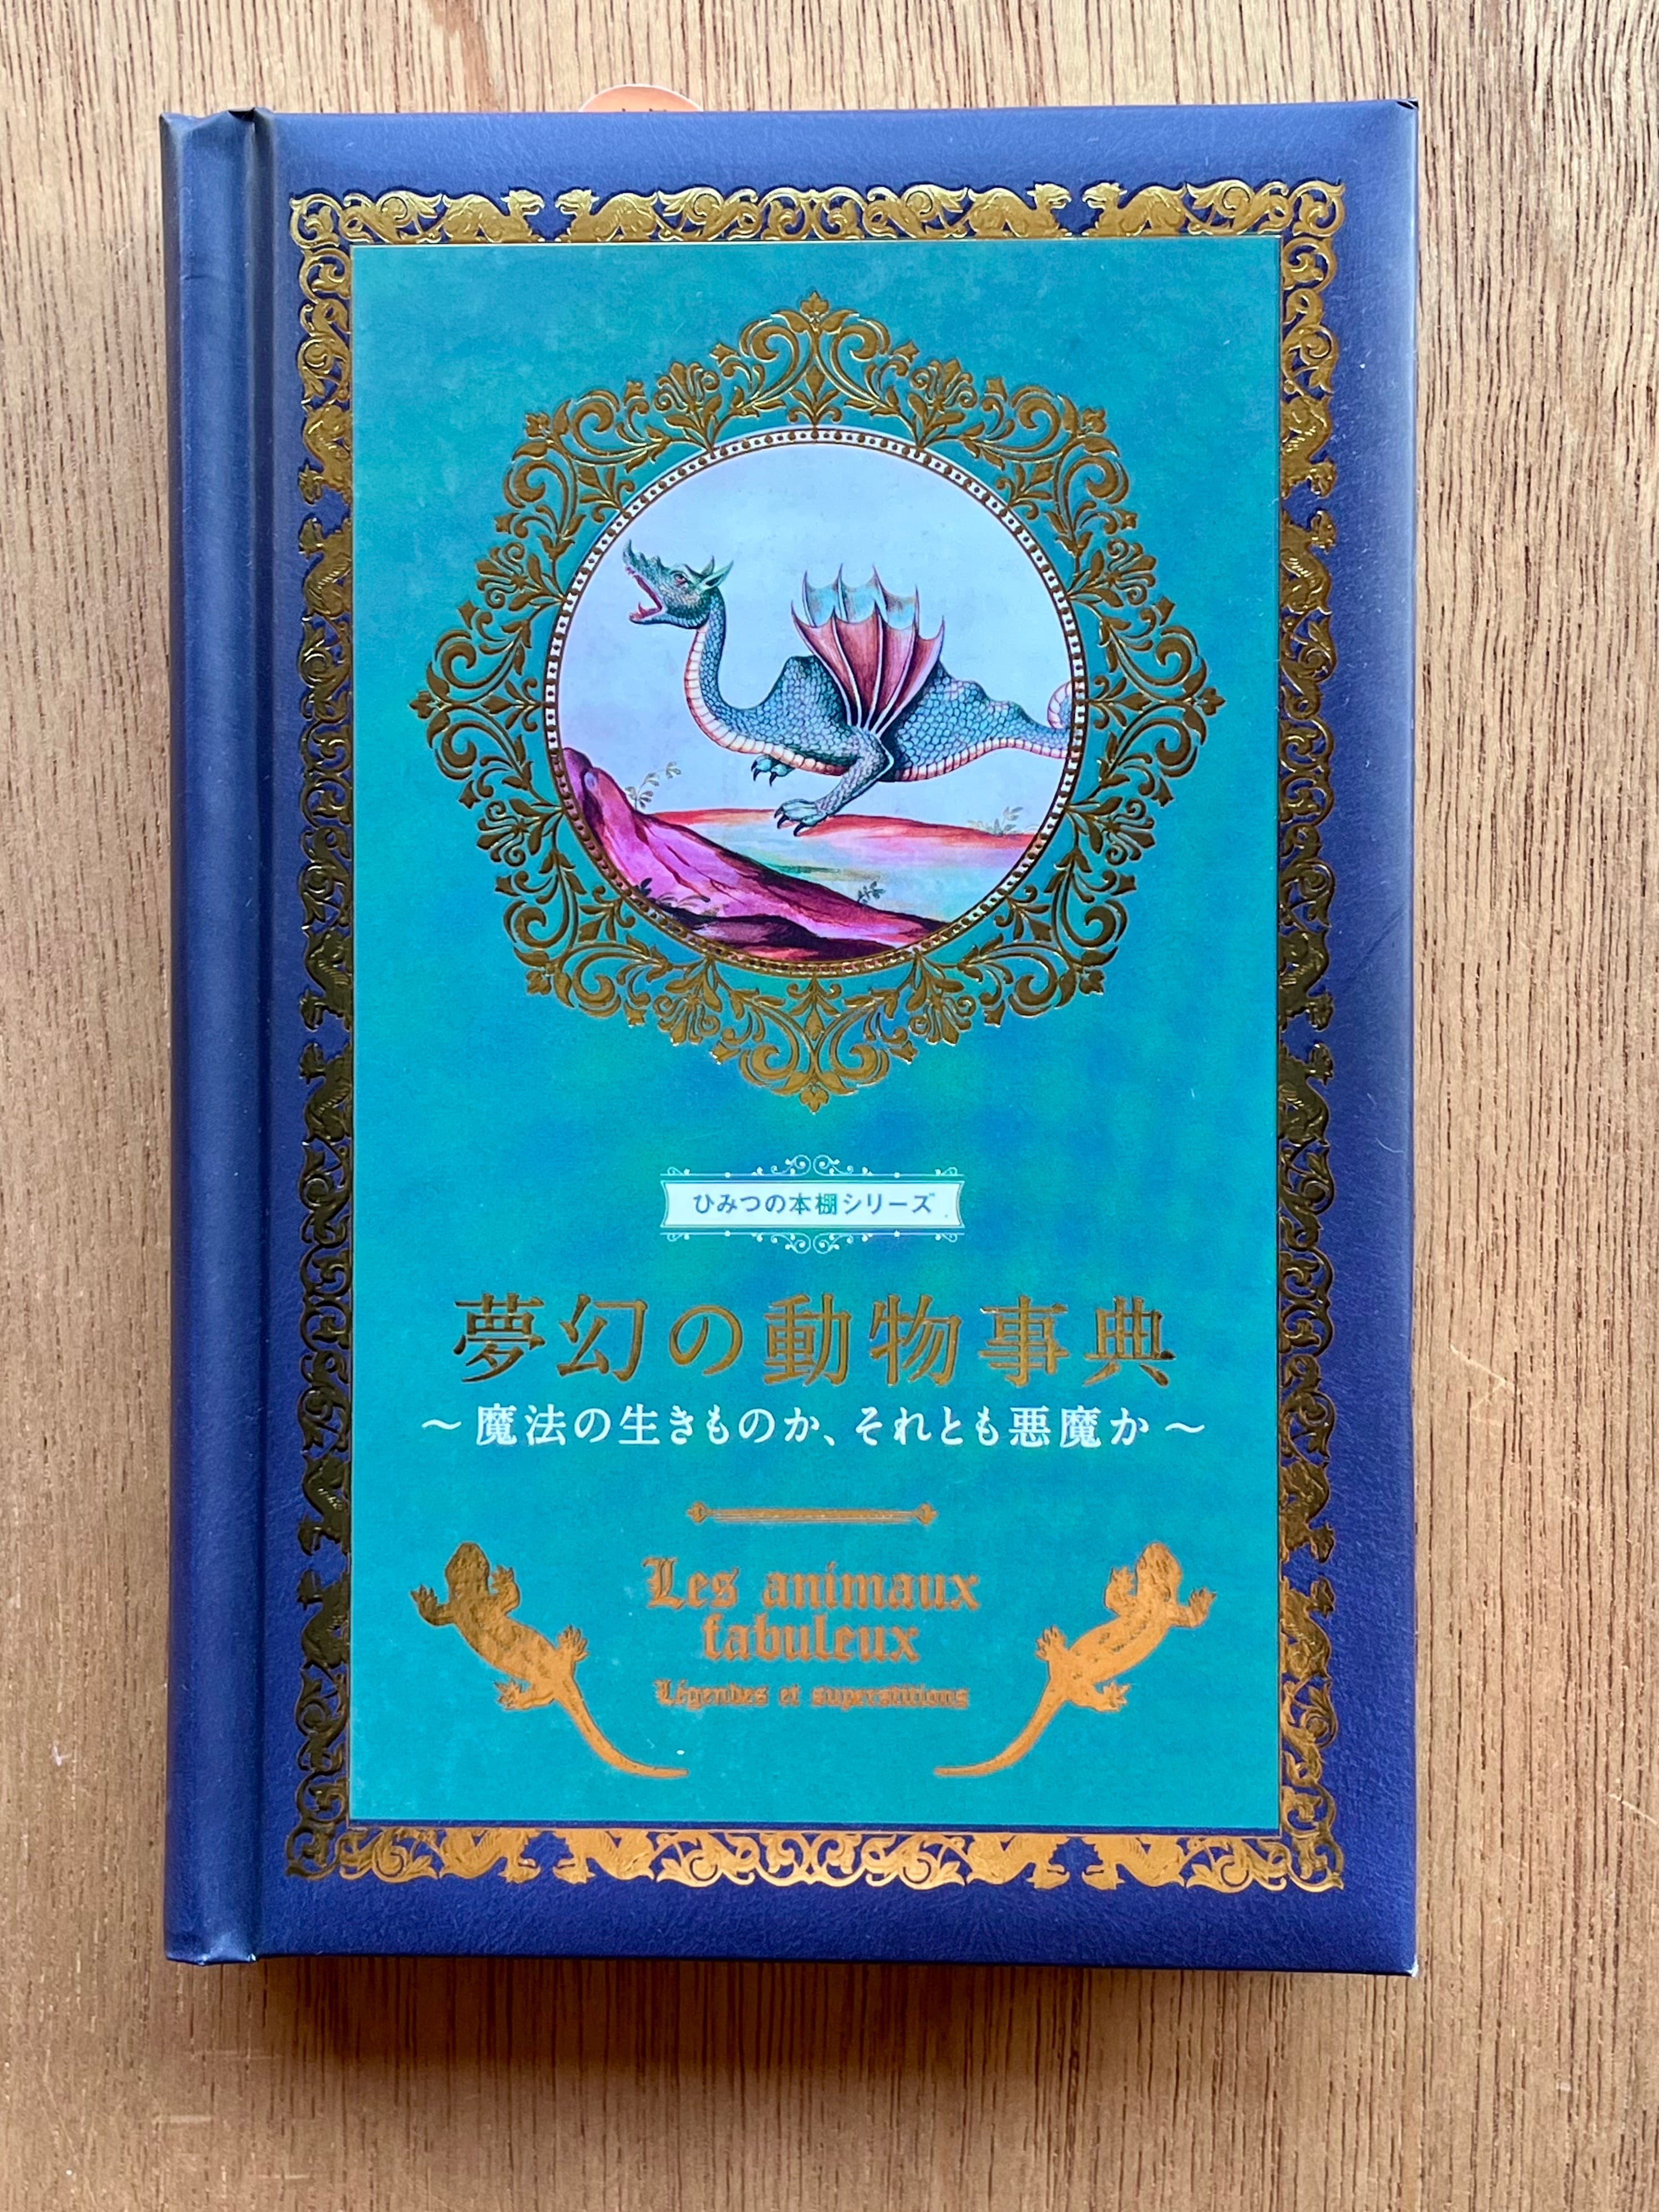 ひみつの本棚シリーズ
夢幻の動物事典
～魔法の生きものか、それとも悪魔か～
Les animaux
fabuleux
Légendes et superstitions